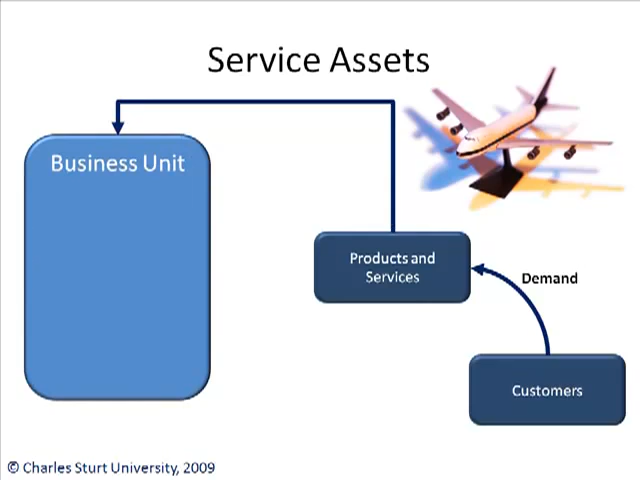 Service Assets
Business Unit
Products and
Services
Demand
Customers
© Charles Sturt University, 2009